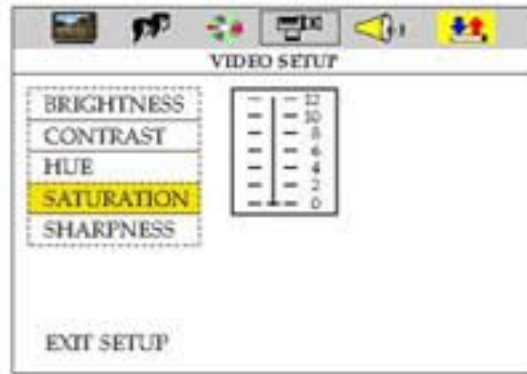 VIDEO SETUP
BRIGHTNESS
CONTRAST
HUE
SATURATION
SHARPNESS
12
10
8
6
4
2
0
EXIT SETUP